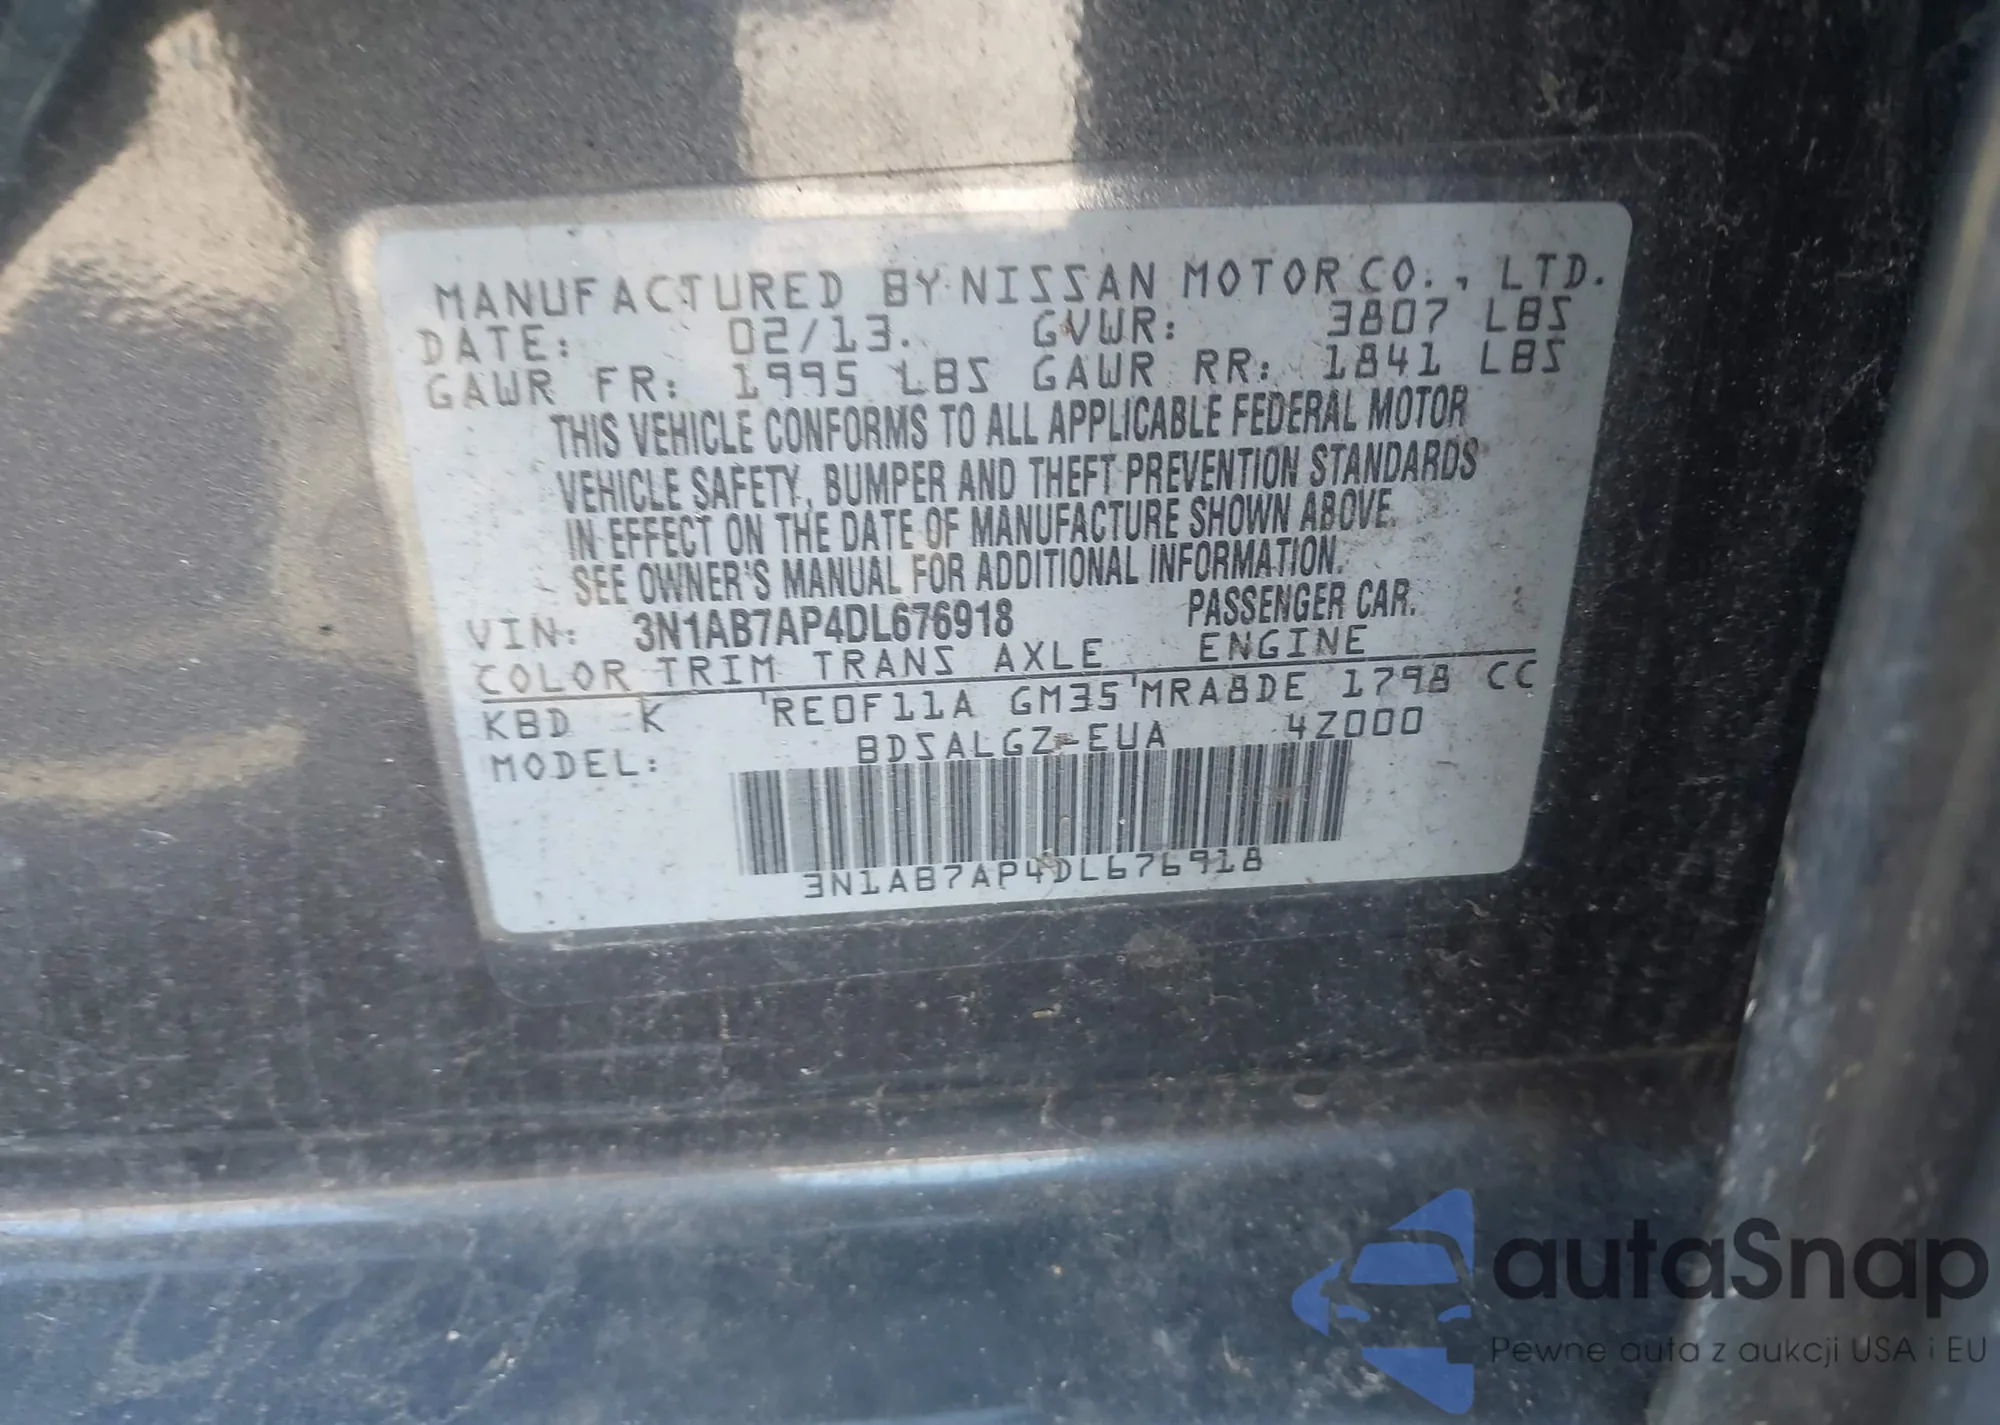 MANUFACTURED BY NISSAN MOTOR CO., LTD.
DATE: 02/13. GVWR: 3807 LBS
GAWR FR: 1995 LBS GAWR RR: 1841 LBS
THIS VEHICLE CONFORMS TO ALL APPLICABLE FEDERAL MOTOR
VEHICLE SAFETY, BUMPER AND THEFT PREVENTION STANDARDS
IN EFFECT ON THE DATE OF MANUFACTURE SHOWN ABOVE.
SEE OWNER'S MANUAL FOR ADDITIONAL INFORMATION.
VIN: 3N1AB7AP4DL676918 PASSENGER CAR.
COLOR TRIM TRANS AXLE ENGINE
KBD K RE0F11A GM35 MRA8DE 1798 CC
MODEL: BDSALGZ-EUA 4Z000
3N1AB7AP4DL676918
autaSnap
Pewne auta z aukcji USA i EU